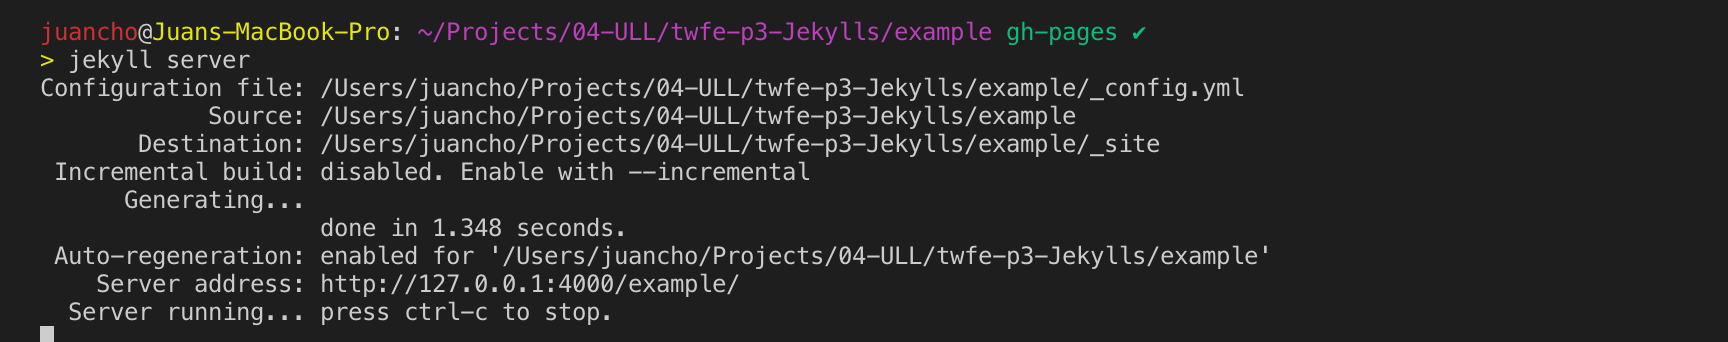 juancho@Juans-MacBook-Pro: ~/Projects/04-ULL/twfe-p3-Jekylls/example gh-pages ✔
> jekyll server
Configuration file: /Users/juancho/Projects/04-ULL/twfe-p3-Jekylls/example/_config.yml
Source: /Users/juancho/Projects/04-ULL/twfe-p3-Jekylls/example
Destination: /Users/juancho/Projects/04-ULL/twfe-p3-Jekylls/example/_site
Incremental build: disabled. Enable with --incremental
Generating...
done in 1.348 seconds.
Auto-regeneration: enabled for '/Users/juancho/Projects/04-ULL/twfe-p3-Jekylls/example'
Server address: http://127.0.0.1:4000/example/
Server running... press ctrl-c to stop.